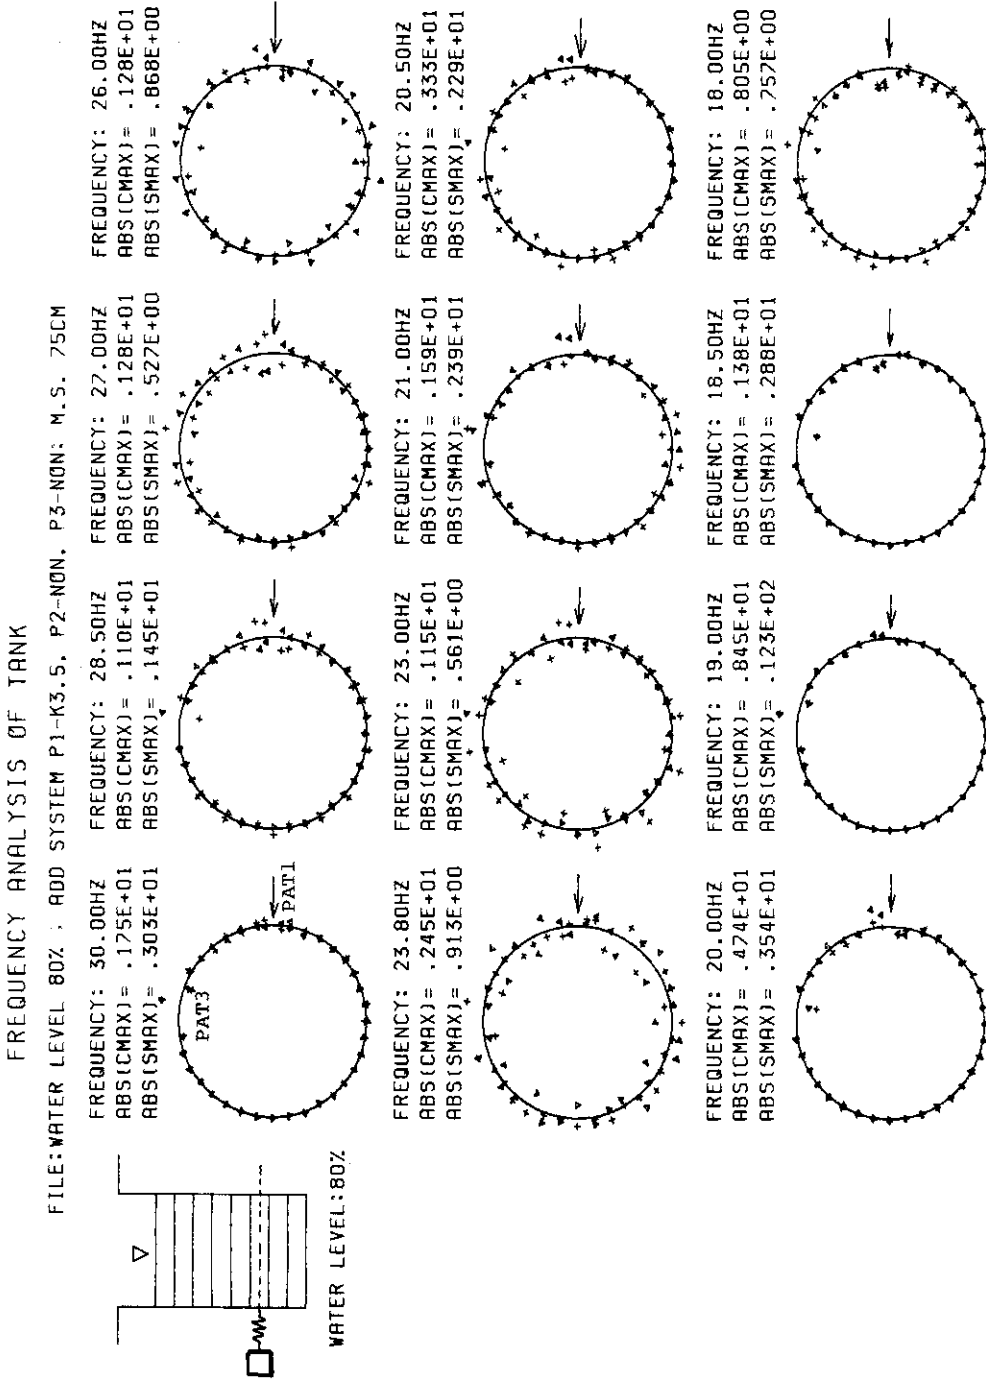 FREQUENCY ANALYSIS OF TANK
FILE:WATER LEVEL 80% ; ADD SYSTEM P1-K3.5, P2-NON, P3-NON; M.S. 75CM
WATER LEVEL:80%
FREQUENCY: 30.00HZ
ABS(CMAX)= .175E+01
ABS(SMAX)= .303E+01
PAT3
PAT1
FREQUENCY: 28.50HZ
ABS(CMAX)= .110E+01
ABS(SMAX)= .145E+01
FREQUENCY: 27.00HZ
ABS(CMAX)= .128E+01
ABS(SMAX)= .527E+00
FREQUENCY: 26.00HZ
ABS(CMAX)= .128E+01
ABS(SMAX)= .868E+00
FREQUENCY: 23.80HZ
ABS(CMAX)= .245E+01
ABS(SMAX)= .913E+00
FREQUENCY: 23.00HZ
ABS(CMAX)= .115E+01
ABS(SMAX)= .561E+00
FREQUENCY: 21.00HZ
ABS(CMAX)= .159E+01
ABS(SMAX)= .239E+01
FREQUENCY: 20.50HZ
ABS(CMAX)= .333E+01
ABS(SMAX)= .229E+01
FREQUENCY: 20.00HZ
ABS(CMAX)= .474E+01
ABS(SMAX)= .354E+01
FREQUENCY: 19.00HZ
ABS(CMAX)= .845E+01
ABS(SMAX)= .123E+02
FREQUENCY: 18.50HZ
ABS(CMAX)= .138E+01
ABS(SMAX)= .288E+01
FREQUENCY: 18.00HZ
ABS(CMAX)= .805E+00
ABS(SMAX)= .757E+00